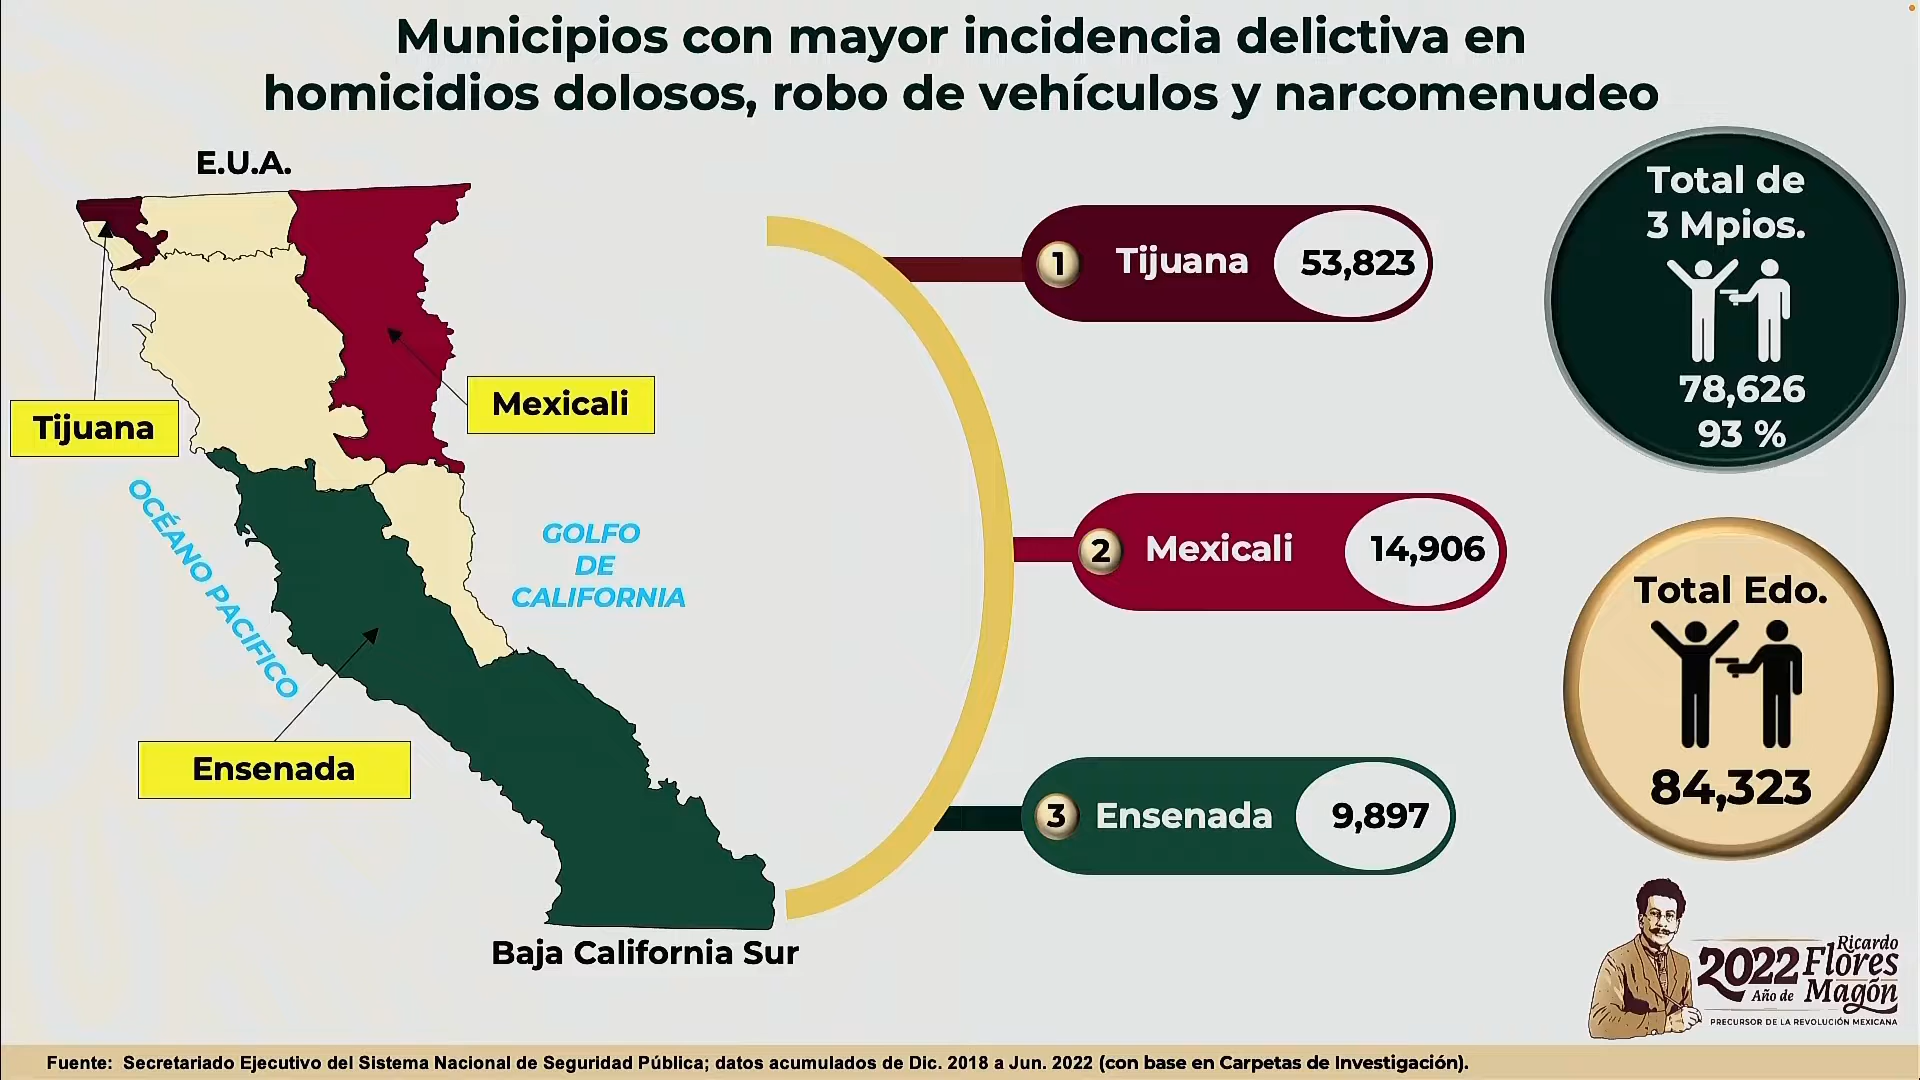 Municipios con mayor incidencia delictiva en
homicidios dolosos, robo de vehículos y narcomenudeo
E.U.A.
Tijuana
Mexicali
OCÉANO PACIFICO
GOLFO
DE
CALIFORNIA
Ensenada
Baja California Sur
1 Tijuana 53,823
2 Mexicali 14,906
3 Ensenada 9,897
Total de
3 Mpios.
78,626
93 %
Total Edo.
84,323
2022 Ricardo
Flores
Año de Magón
PRECURSOR DE LA REVOLUCIÓN MEXICANA
Fuente: Secretariado Ejecutivo del Sistema Nacional de Seguridad Pública; datos acumulados de Dic. 2018 a Jun. 2022 (con base en Carpetas de Investigación).